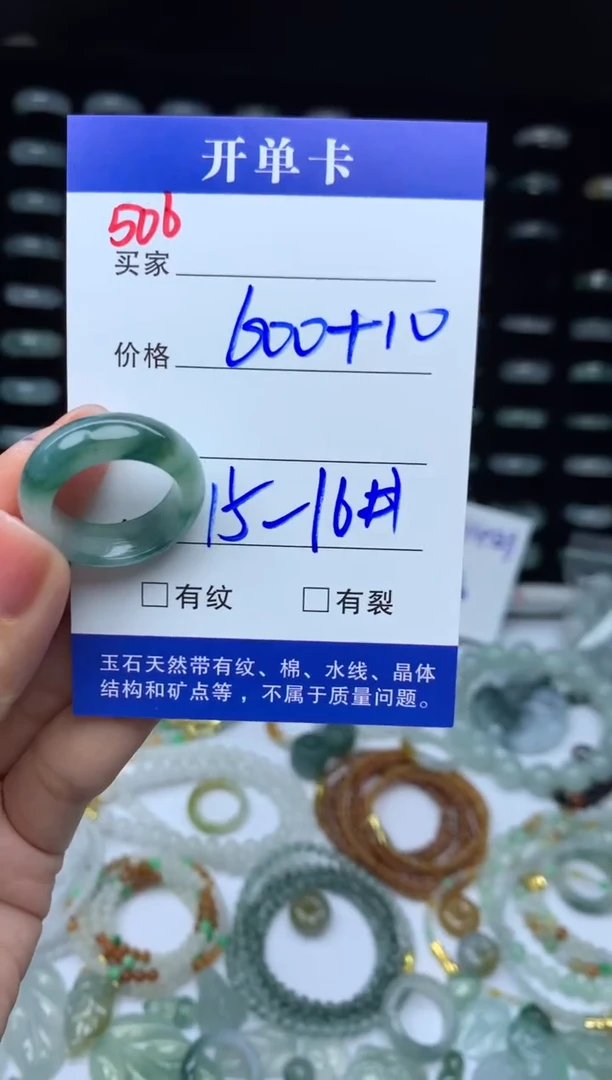 开单卡
506
买家
价格 600+10
15-16#
□有纹 □有裂
玉石天然带有纹、棉、水线、晶体
结构和矿点等，不属于质量问题。